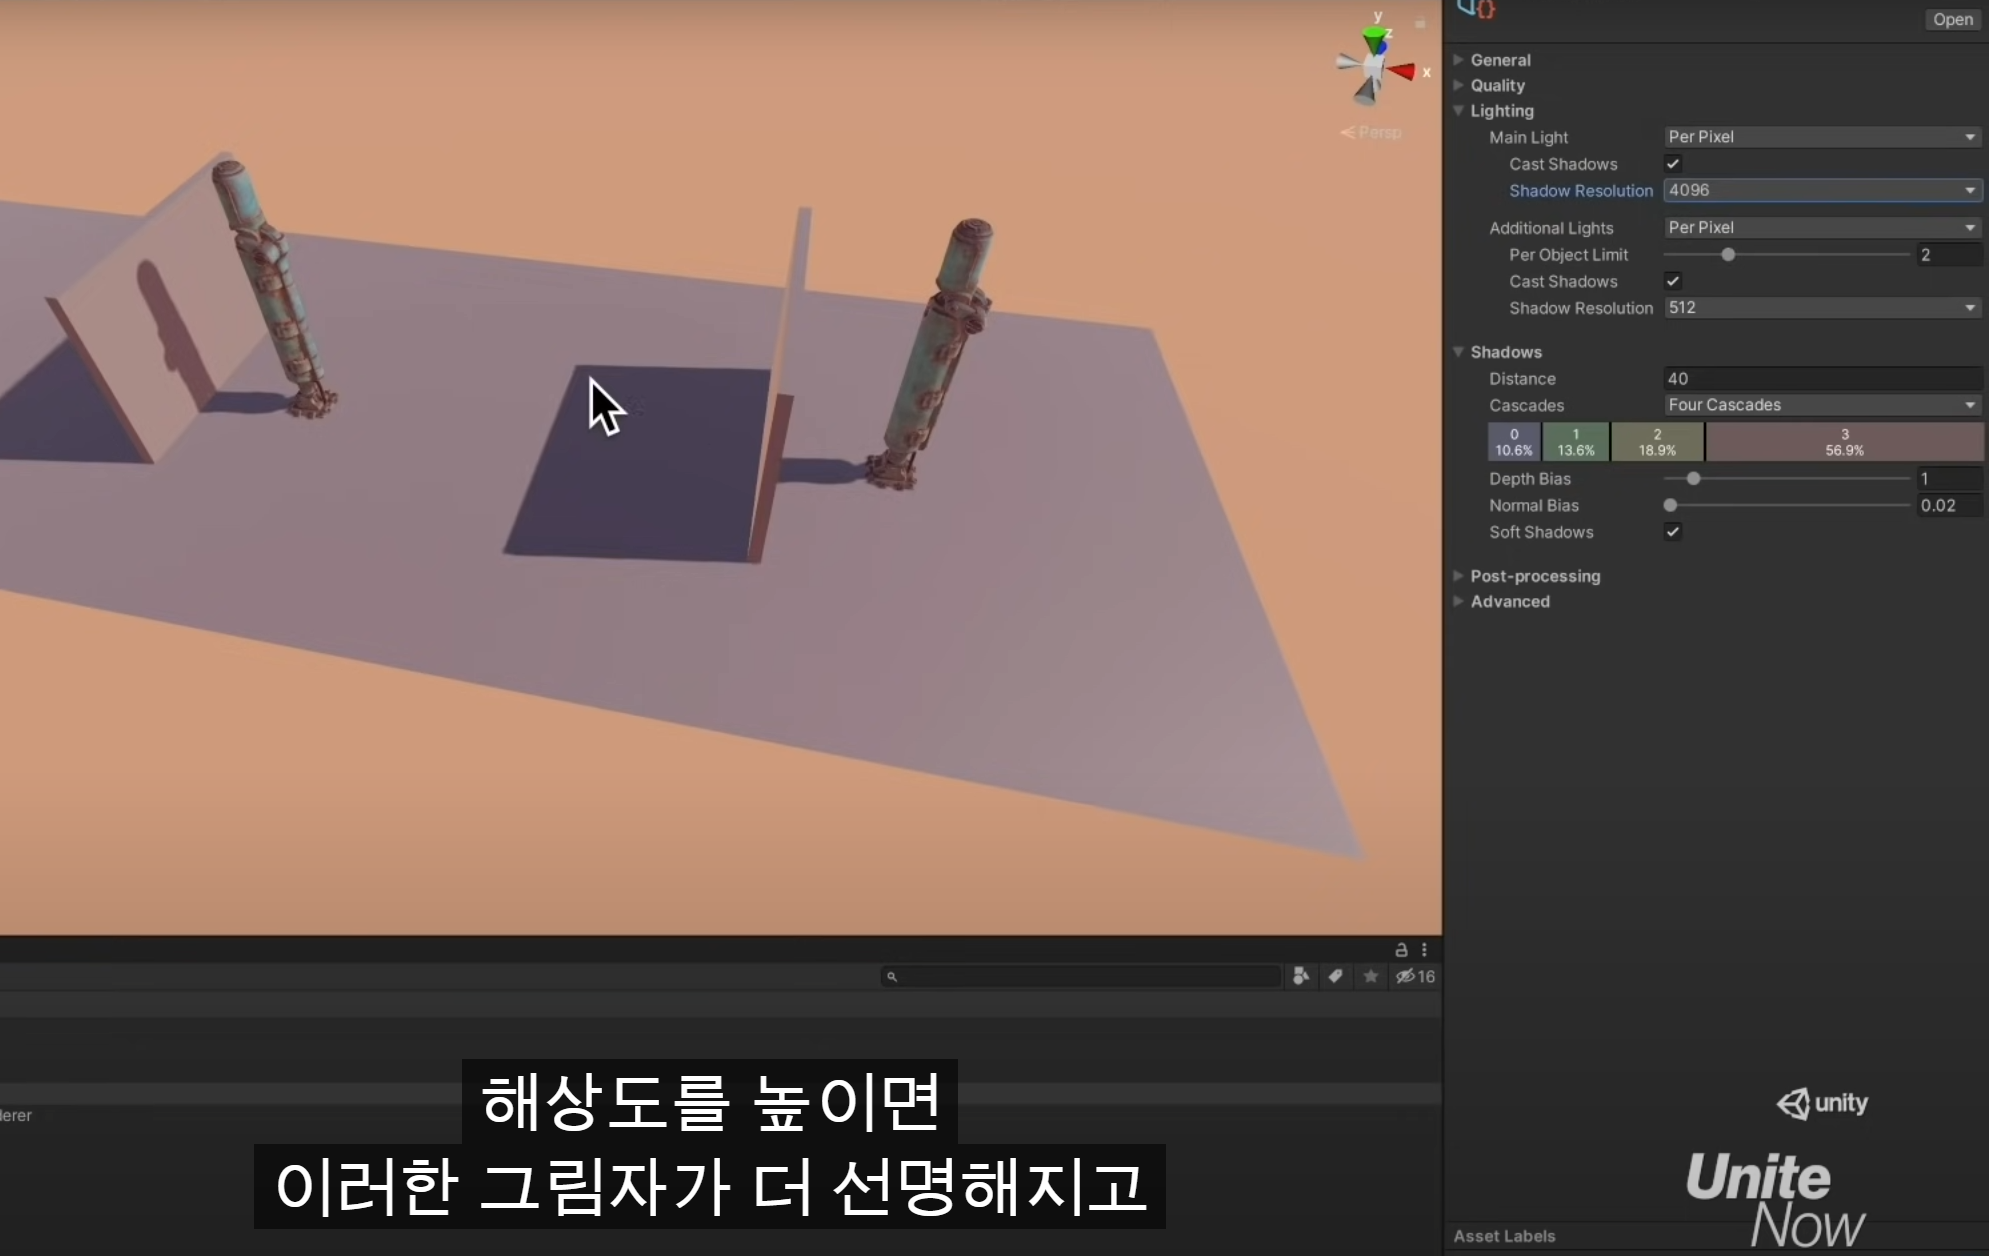 y
z
x
Persp
Open
General
Quality
Lighting
Main Light Per Pixel
Cast Shadows
Shadow Resolution 4096
Additional Lights Per Pixel
Per Object Limit 2
Cast Shadows
Shadow Resolution 512
Shadows
Distance 40
Cascades Four Cascades
0 1 2 3
10.6% 13.6% 18.9% 56.9%
Depth Bias 1
Normal Bias 0.02
Soft Shadows
Post-processing
Advanced
16
derer
해상도를 높이면
이러한 그림자가 더 선명해지고
unity
Unite
Now
Asset Labels